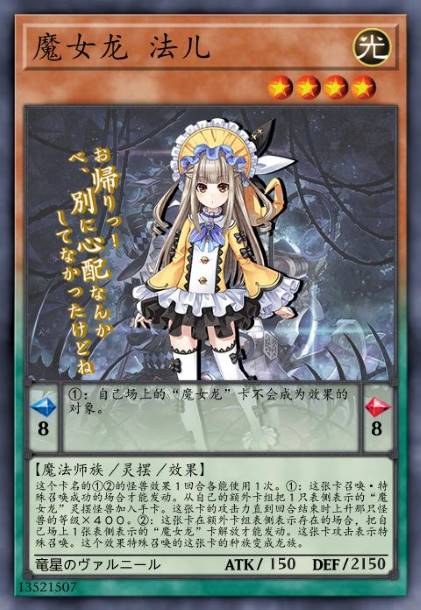 魔女龙 法儿
光
お帰りっ!
べ、別に心配なんか
してなかったけどね
①：自己场上的“魔女龙”卡不会成为效果的
对象。
8
8
【魔法师族／灵摆／效果】
这个卡名的①②的怪兽效果1回合各能使用1次。①：这张卡召唤・特
殊召唤成功的场合才能发动。从自己的额外卡组把1只表侧表示的“魔
女龙”灵摆怪兽加入手卡。这张卡的攻击力直到回合结束时上升那只怪
兽的等级×400。②：这张卡在额外卡组表侧表示存在的场合，把自
己场上1张表侧表示的“魔女龙”卡解放才能发动。这张卡攻击表示特
殊召唤。这个效果特殊召唤的这张卡的种族变成龙族。
竜星のヴァルニール
ATK/ 150
DEF/2150
13521507